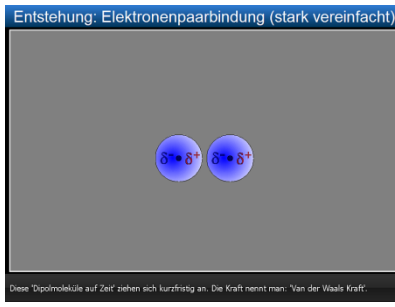 Entstehung: Elektronenpaarbindung (stark vereinfacht)
δ- δ+ δ- δ+
Diese 'Dipolmoleküle auf Zeit' ziehen sich kurzfristig an. Die Kraft nennt man: 'Van der Waals Kraft'.